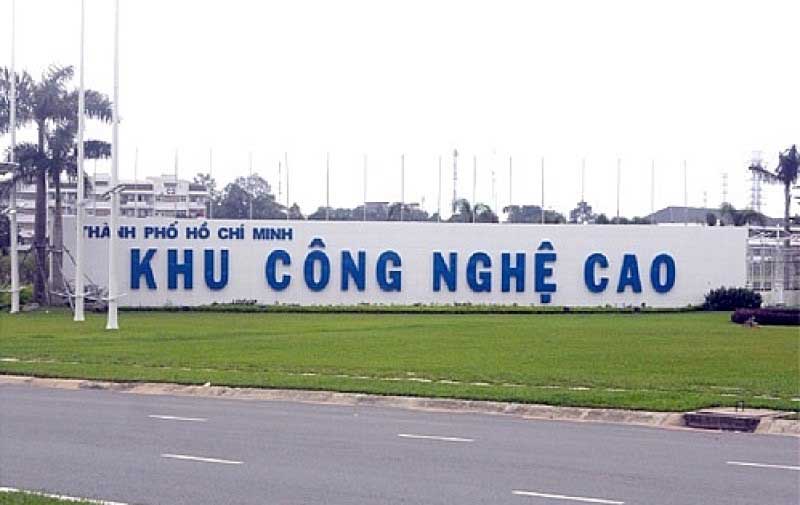 THÀNH PHỐ HỒ CHÍ MINH
KHU CÔNG NGHỆ CAO